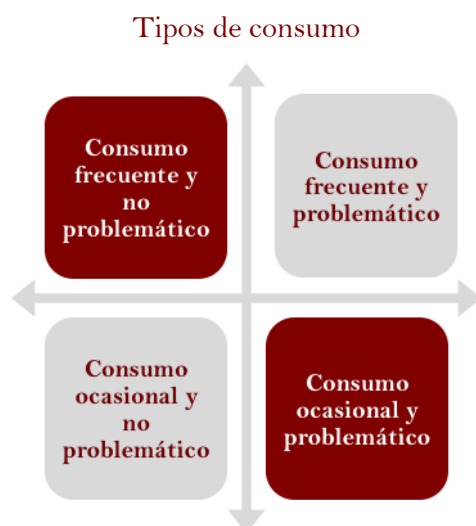 Tipos de consumo
Consumo
frecuente y
no
problemático
Consumo
frecuente y
problemático
Consumo
ocasional y
no
problemático
Consumo
ocasional y
problemático